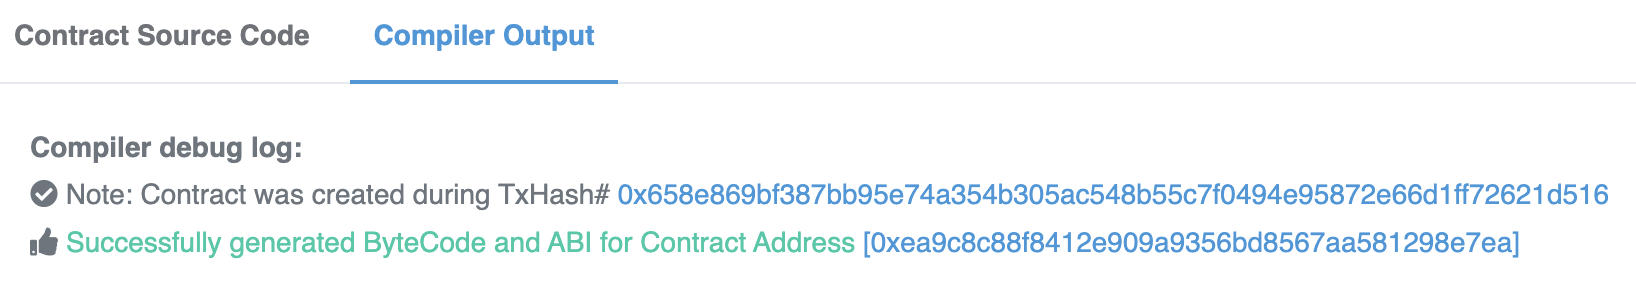 Contract Source Code Compiler Output
Compiler debug log:
Note: Contract was created during TxHash# 0x658e869bf387bb95e74a354b305ac548b55c7f0494e95872e66d1ff72621d516
Successfully generated ByteCode and ABI for Contract Address [0xea9c8c88f8412e909a9356bd8567aa581298e7ea]